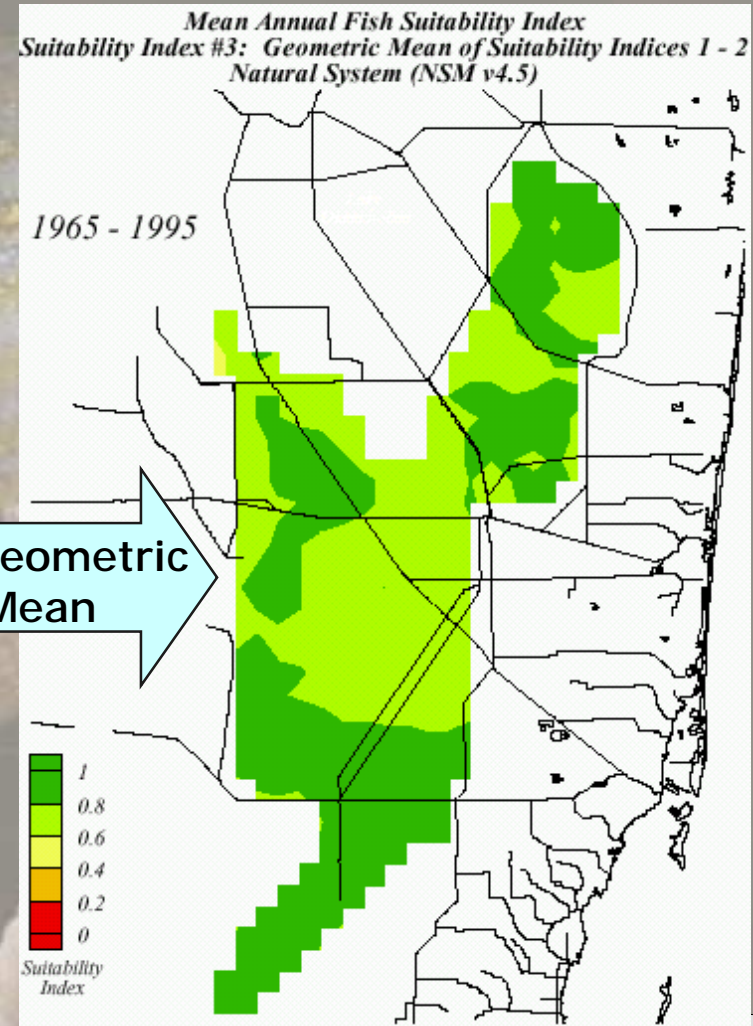 Mean Annual Fish Suitability Index
Suitability Index #3: Geometric Mean of Suitability Indices 1 - 2
Natural System (NSM v4.5)
1965 - 1995
eometric
Mean
1
0.8
0.6
0.4
0.2
0
Suitability
Index